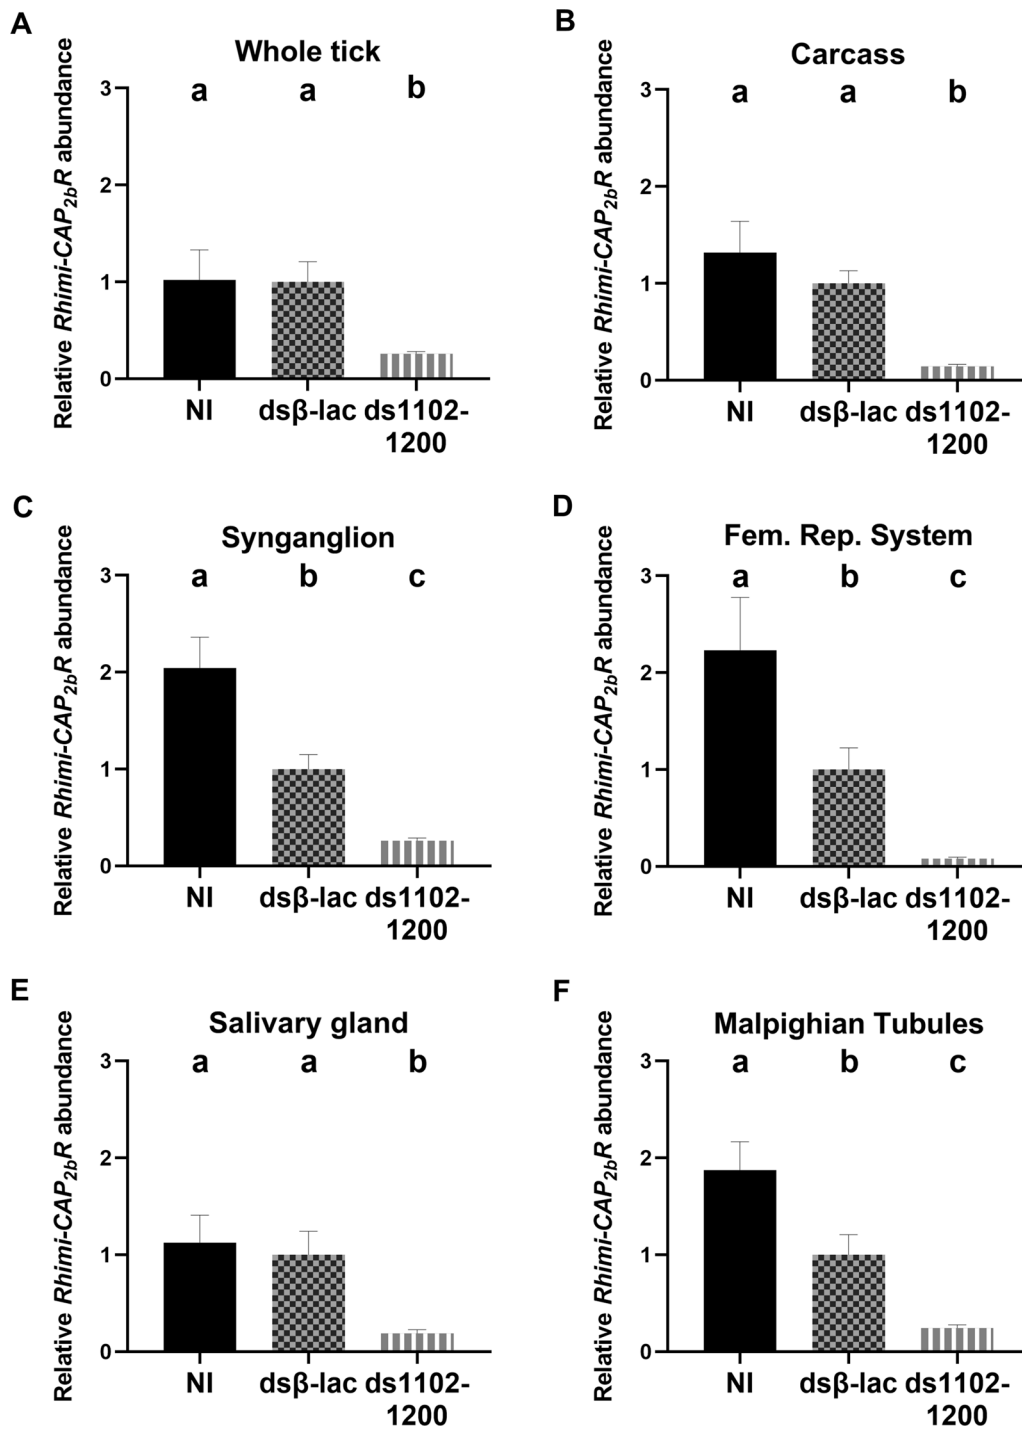 A
Whole tick
Relative Rhimi-CAP2bR abundance
3
2
1
0
a a b
NI dsβ-lac ds1102-
1200
B
Carcass
Relative Rhimi-CAP2bR abundance
3
2
1
0
a a b
NI dsβ-lac ds1102-
1200
C
Synganglion
Relative Rhimi-CAP2bR abundance
3
2
1
0
a b c
NI dsβ-lac ds1102-
1200
D
Fem. Rep. System
Relative Rhimi-CAP2bR abundance
3
2
1
0
a b c
NI dsβ-lac ds1102-
1200
E
Salivary gland
Relative Rhimi-CAP2bR abundance
3
2
1
0
a a b
NI dsβ-lac ds1102-
1200
F
Malpighian Tubules
Relative Rhimi-CAP2bR abundance
3
2
1
0
a b c
NI dsβ-lac ds1102-
1200